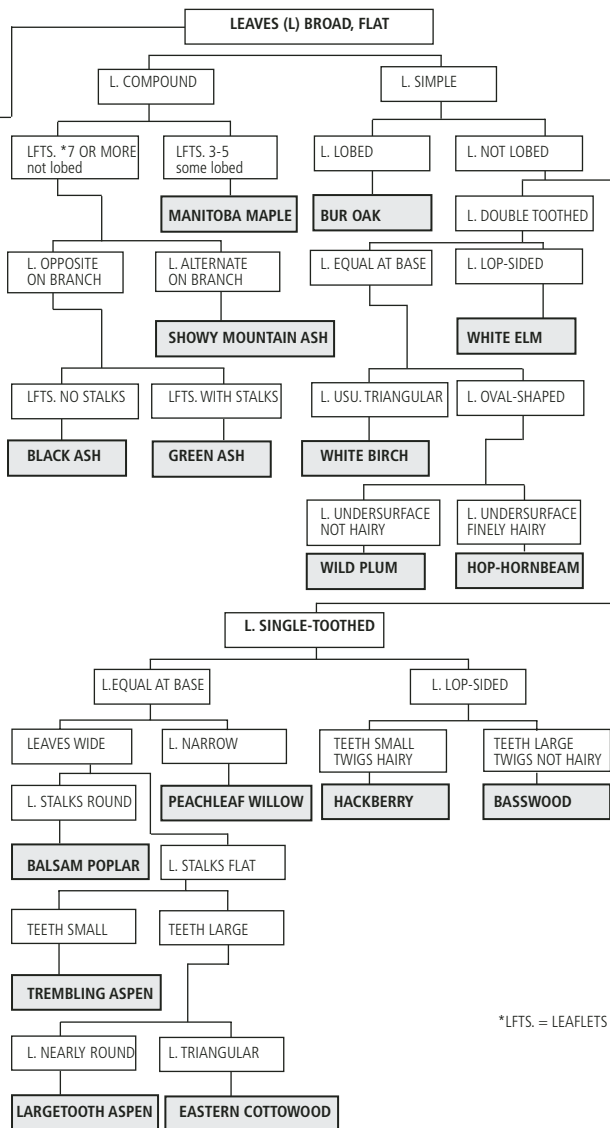 LEAVES (L) BROAD, FLAT
L. COMPOUND
L. SIMPLE
LFTS. *7 OR MORE
not lobed
LFTS. 3-5
some lobed
L. LOBED
L. NOT LOBED
MANITOBA MAPLE
BUR OAK
L. DOUBLE TOOTHED
L. OPPOSITE
ON BRANCH
L. ALTERNATE
ON BRANCH
L. EQUAL AT BASE
L. LOP-SIDED
SHOWY MOUNTAIN ASH
WHITE ELM
LFTS. NO STALKS
LFTS. WITH STALKS
L. USU. TRIANGULAR
L. OVAL-SHAPED
BLACK ASH
GREEN ASH
WHITE BIRCH
L. UNDERSURFACE
NOT HAIRY
L. UNDERSURFACE
FINELY HAIRY
WILD PLUM
HOP-HORNBEAM
L. SINGLE-TOOTHED
L.EQUAL AT BASE
L. LOP-SIDED
LEAVES WIDE
L. NARROW
TEETH SMALL
TWIGS HAIRY
TEETH LARGE
TWIGS NOT HAIRY
L. STALKS ROUND
PEACHLEAF WILLOW
HACKBERRY
BASSWOOD
BALSAM POPLAR
L. STALKS FLAT
TEETH SMALL
TEETH LARGE
TREMBLING ASPEN
*LFTS. = LEAFLETS
L. NEARLY ROUND
L. TRIANGULAR
LARGETOOTH ASPEN
EASTERN COTTOWOOD